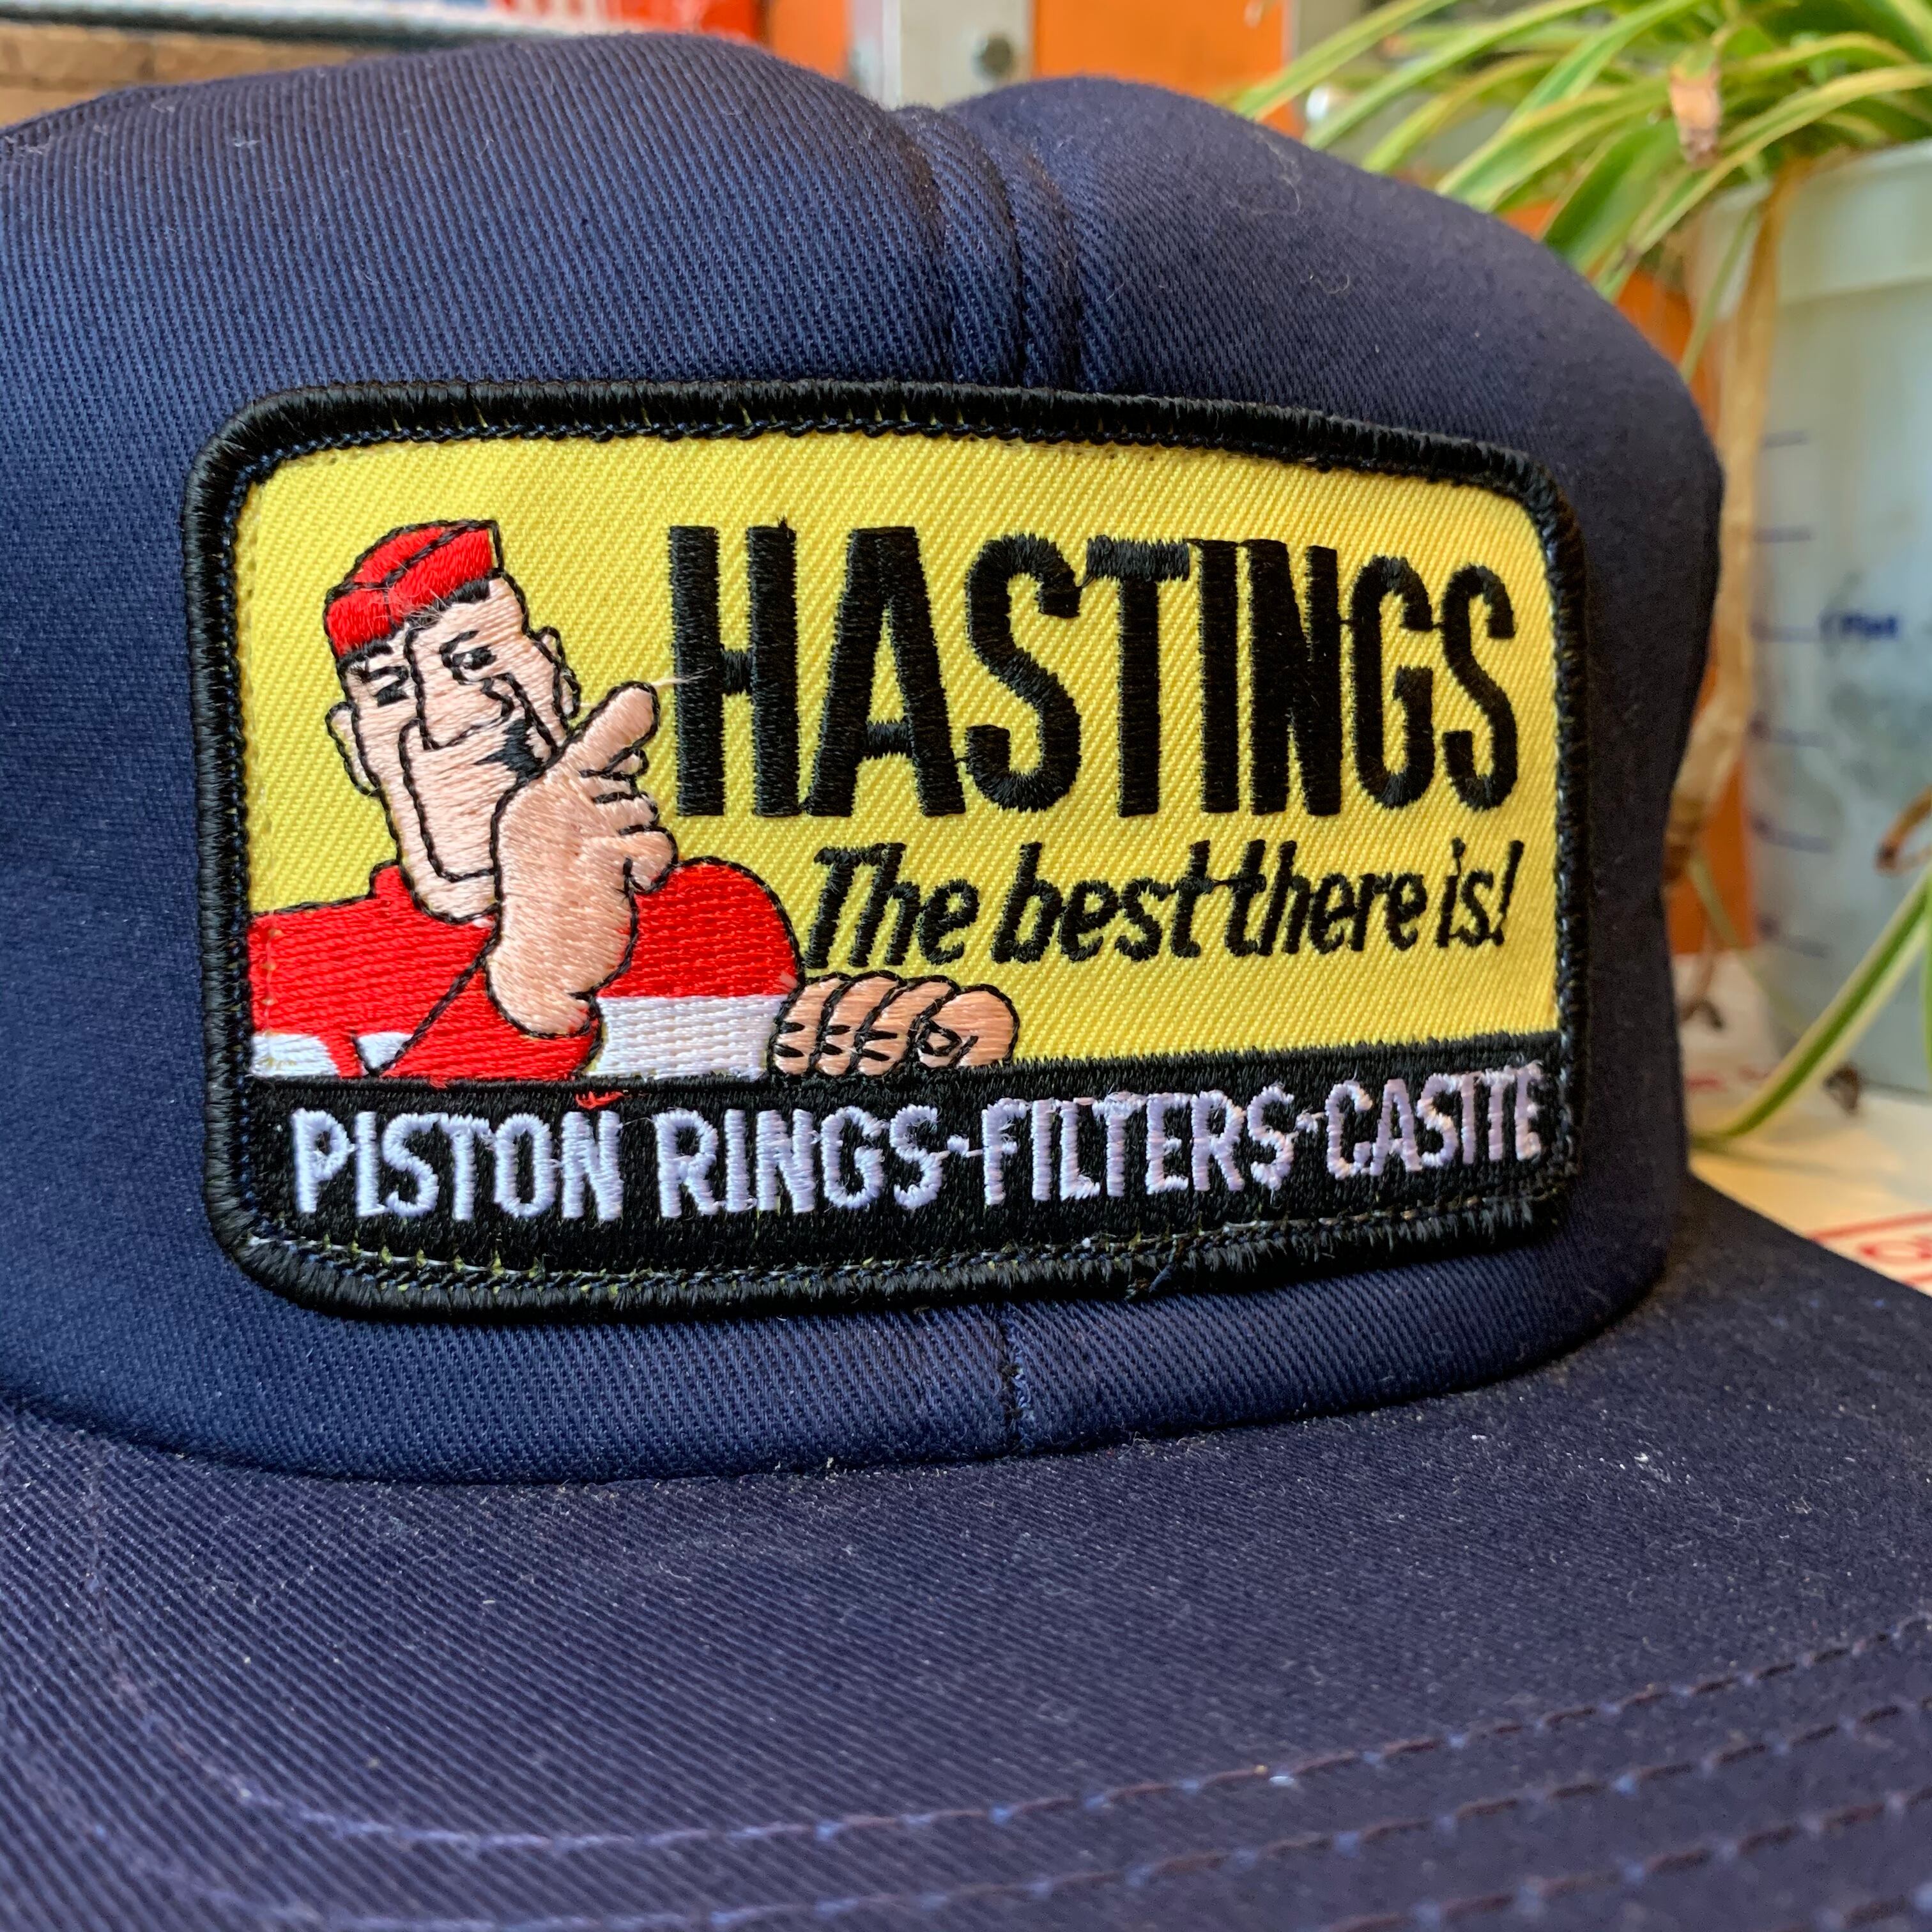 HASTINGS
The best there is!
PISTON RINGS-FILTERS-CASITE